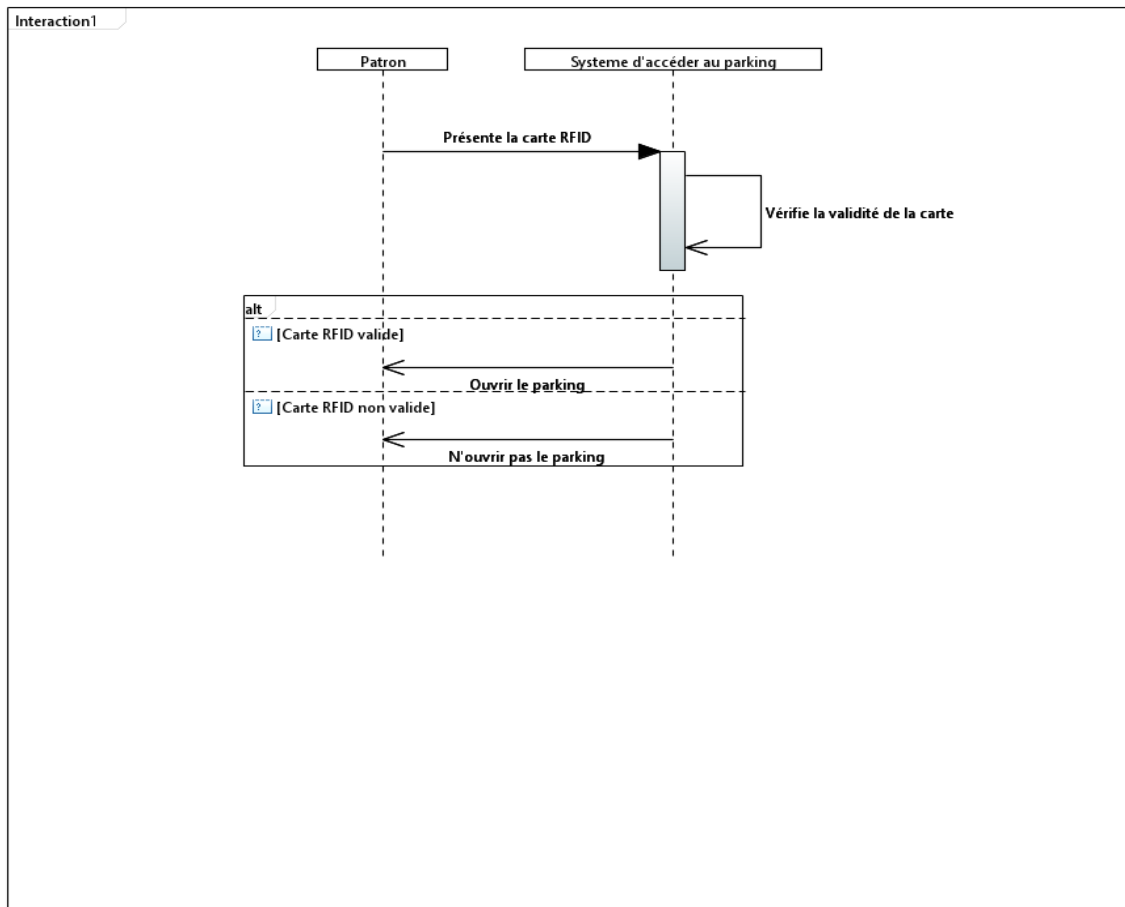 Interaction1
Patron
Systeme d'accéder au parking
Présente la carte RFID
Vérifie la validité de la carte
alt
[Carte RFID valide]
Ouvrir le parking
[Carte RFID non valide]
N'ouvrir pas le parking